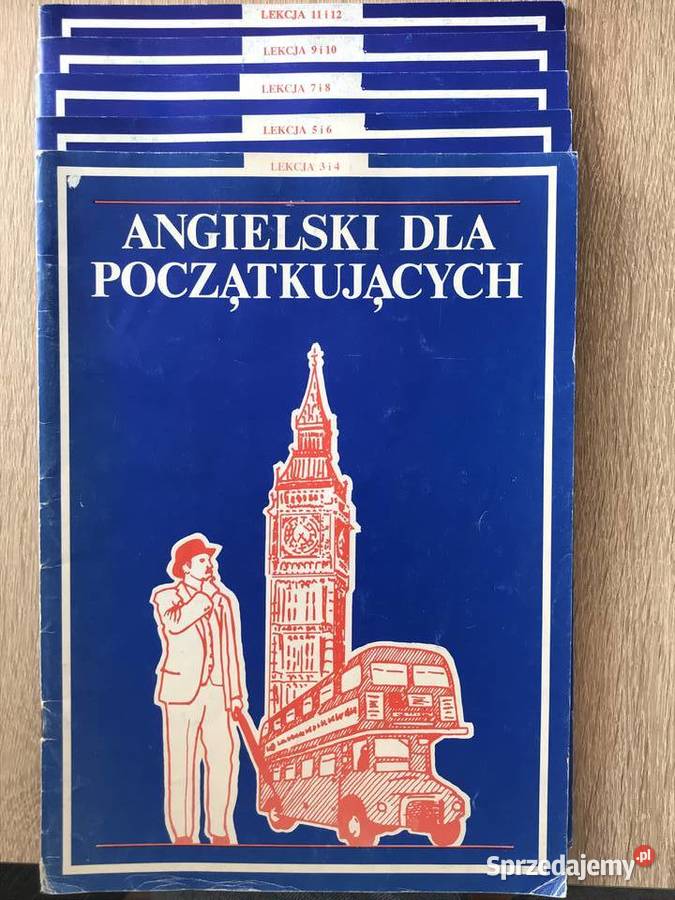 LEKCJA 11 i 12
LEKCJA 9 i 10
LEKCJA 7 i 8
LEKCJA 5 i 6
LEKCJA 3 i 4
ANGIELSKI DLA
POCZĄTKUJĄCYCH
Sprzedajemy.pl